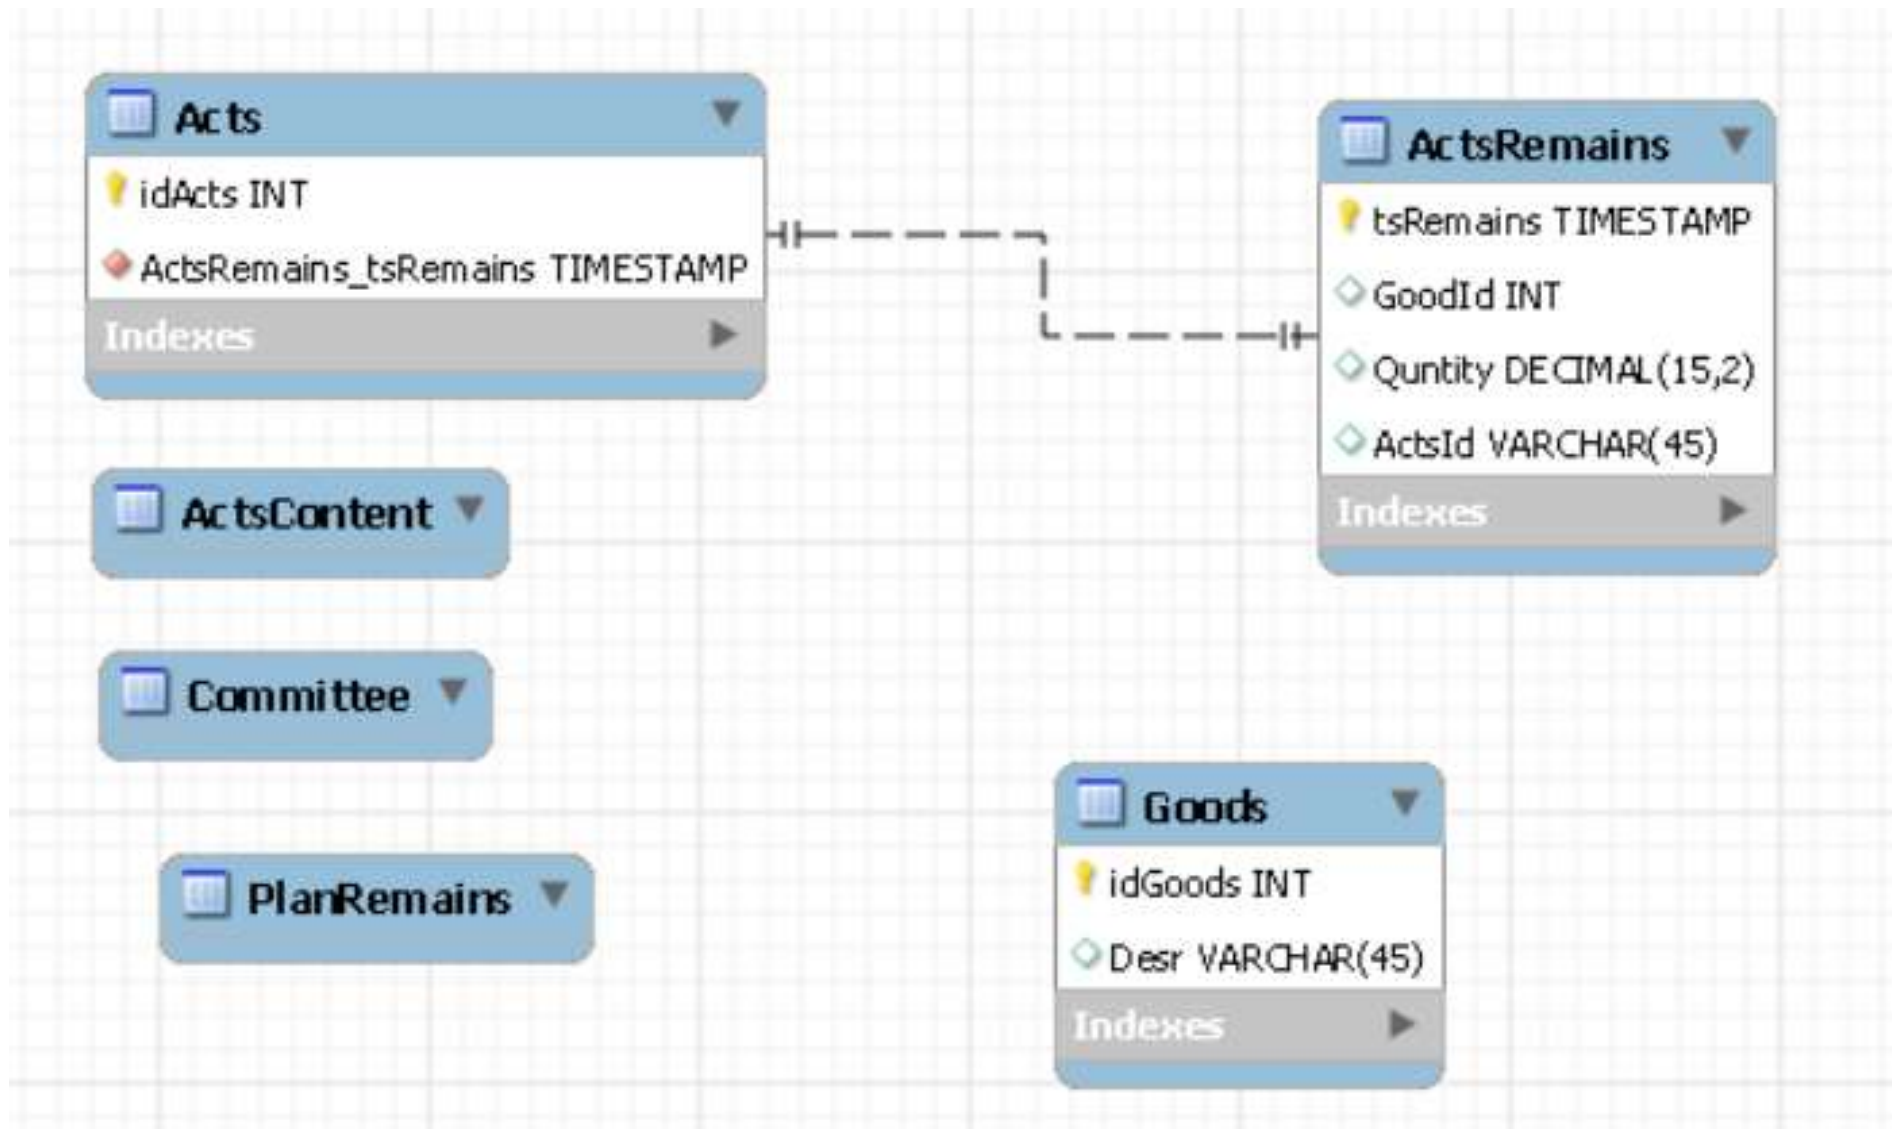 Acts
idActs INT
ActsRemains_tsRemains TIMESTAMP
Indexes
ActsRemains
tsRemains TIMESTAMP
GoodId INT
Quntity DECIMAL(15,2)
ActsId VARCHAR(45)
Indexes
ActsContent
Committee
PlanRemains
Goods
idGoods INT
Desr VARCHAR(45)
Indexes